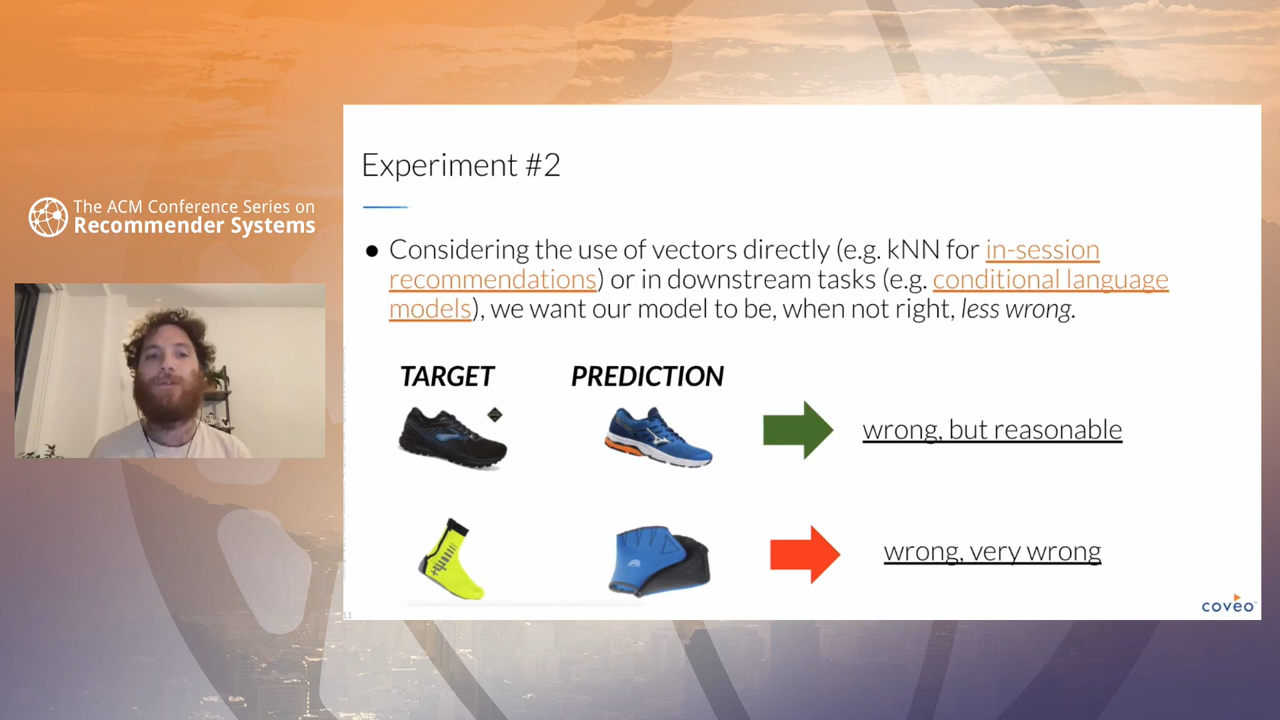 The ACM Conference Series on
Recommender Systems
Experiment #2
● Considering the use of vectors directly (e.g. kNN for in-session
recommendations) or in downstream tasks (e.g. conditional language
models), we want our model to be, when not right, less wrong.
TARGET PREDICTION
wrong, but reasonable
wrong, very wrong
11
coveo